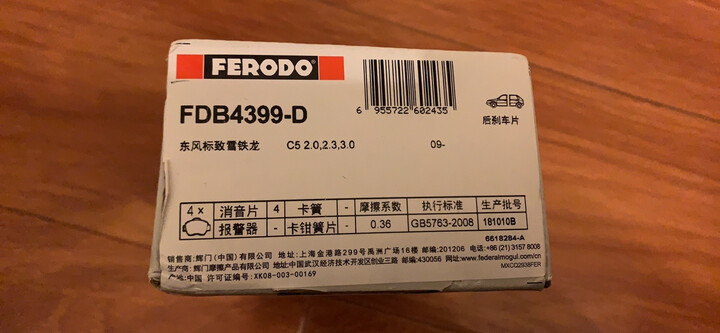 FERODO
6 955722 602435
FDB4399-D
后刹车片
东风标致雪铁龙 C5 2.0,2.3,3.0 09-
4× 消音片 4 卡簧 - 摩擦系数 执行标准 生产批号
报警器 - 卡钳簧片 - 0.36 GB5763-2008 181010B
6618284-A
销售商:辉门(中国)有限公司 地址:上海金港路299号禹洲广场16楼 邮编:201206 电话:+86 (21) 3157 8008
生产商:辉门摩擦产品有限公司 地址:中国武汉经济技术开发区创业三路 邮编:430056 网址:www.federalmogul.com/cn
产地:中国 许可证编号:XK08-003-00169
MXCQ2938FER